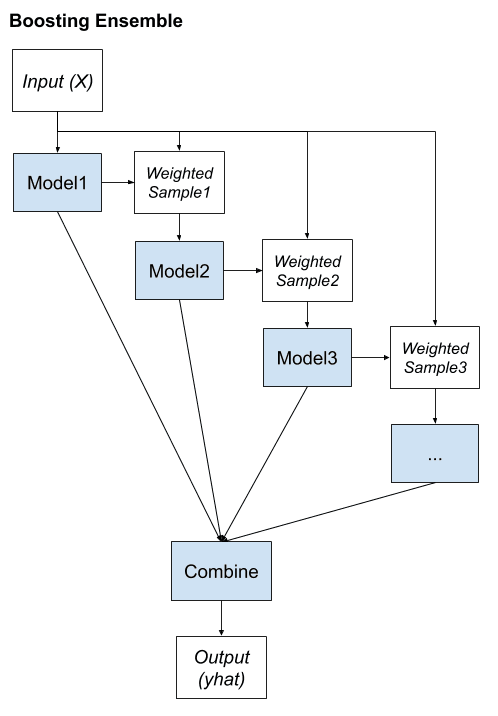 Boosting Ensemble
Input (X)
Model1
Weighted
Sample1
Model2
Weighted
Sample2
Model3
Weighted
Sample3
...
Combine
Output
(yhat)